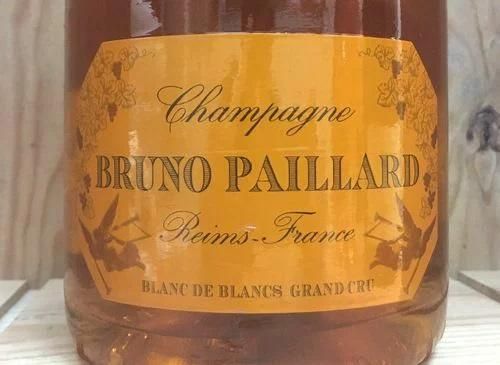 Champagne
BRUNO PAILLARD
Reims-France
BLANC DE BLANCS GRAND CRU